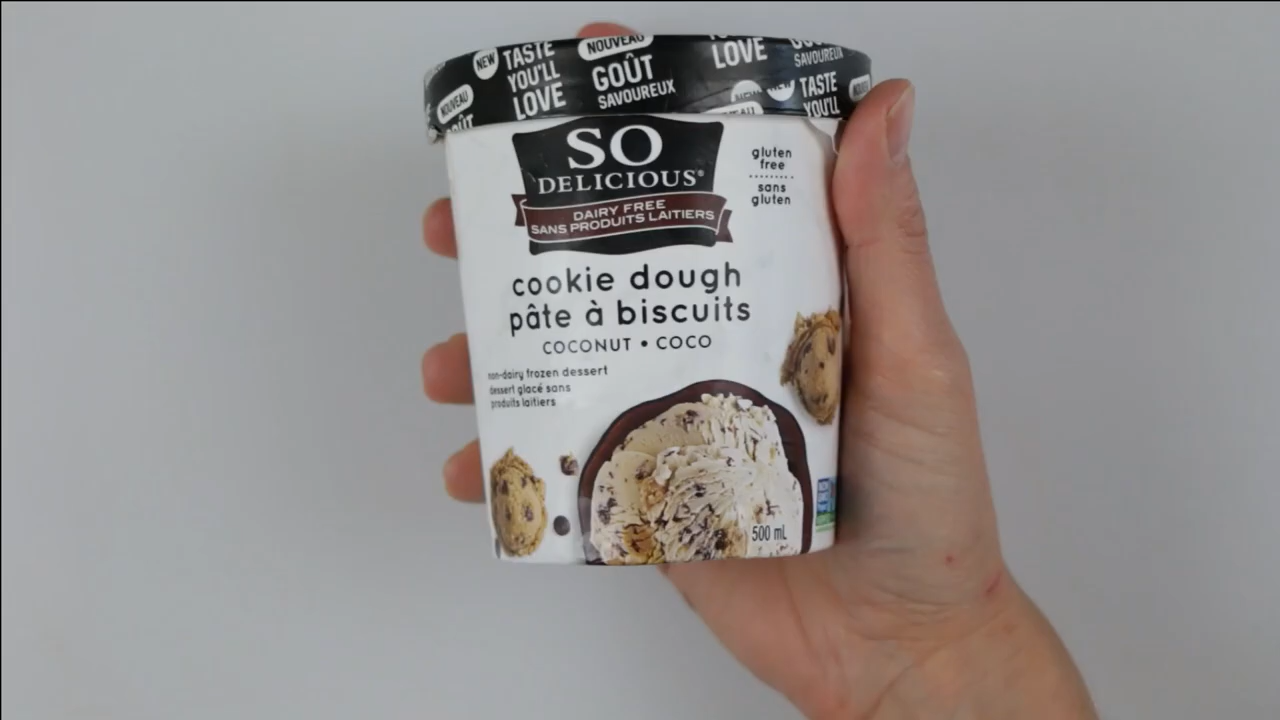 NEW TASTE YOU'LL LOVE
NOUVEAU GOÛT SAVOUREUX
LOVE
SAVOUREUX
NOUVEAU
NEW
TASTE YOU'LL
SO
DELICIOUS®
DAIRY FREE
SANS PRODUITS LAITIERS
gluten
free
sans
gluten
cookie dough
pâte à biscuits
COCONUT • COCO
non-dairy frozen dessert
dessert glacé sans
produits laitiers
500 mL